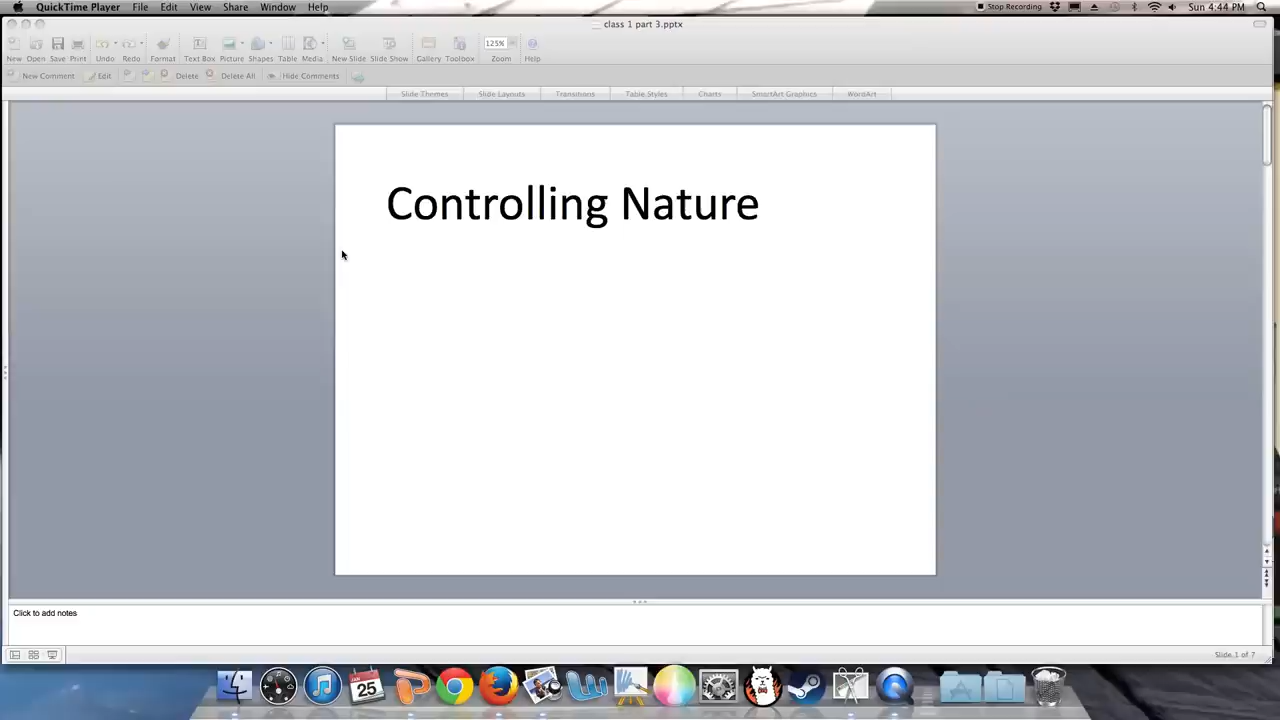 QuickTime Player File Edit View Share Window Help Stop Recording Sun 4:44 PM
class 1 part 3.pptx
125%
New Open Save Print Undo Redo Format Text Box Picture Shapes Table Media New Slide Slide Show Gallery Toolbox Zoom Help
New Comment Edit Delete Delete All Hide Comments
Slide Themes Slide Layouts Transitions Table Styles Charts SmartArt Graphics WordArt
Controlling Nature
Click to add notes
Slide 1 of 7
JAN
25